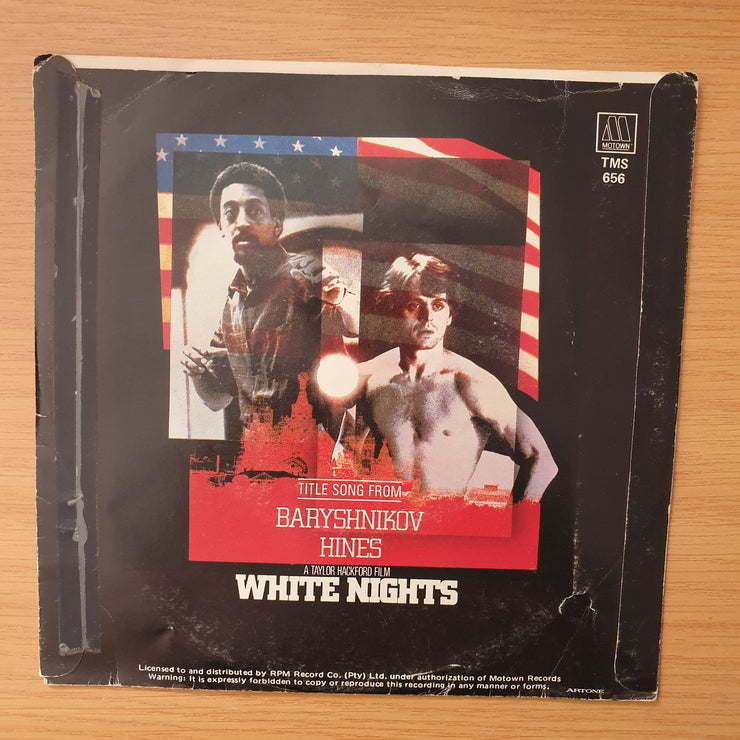 MOTOWN
TMS
656
TITLE SONG FROM
BARYSHNIKOV
HINES
A TAYLOR HACKFORD FILM
WHITE NIGHTS
Licensed to and distributed by RPM Record Co. (Pty) Ltd. under authorization of Motown Records
Warning: It is expressly forbidden to copy or reproduce this recording in any manner or forms.
ARTONE